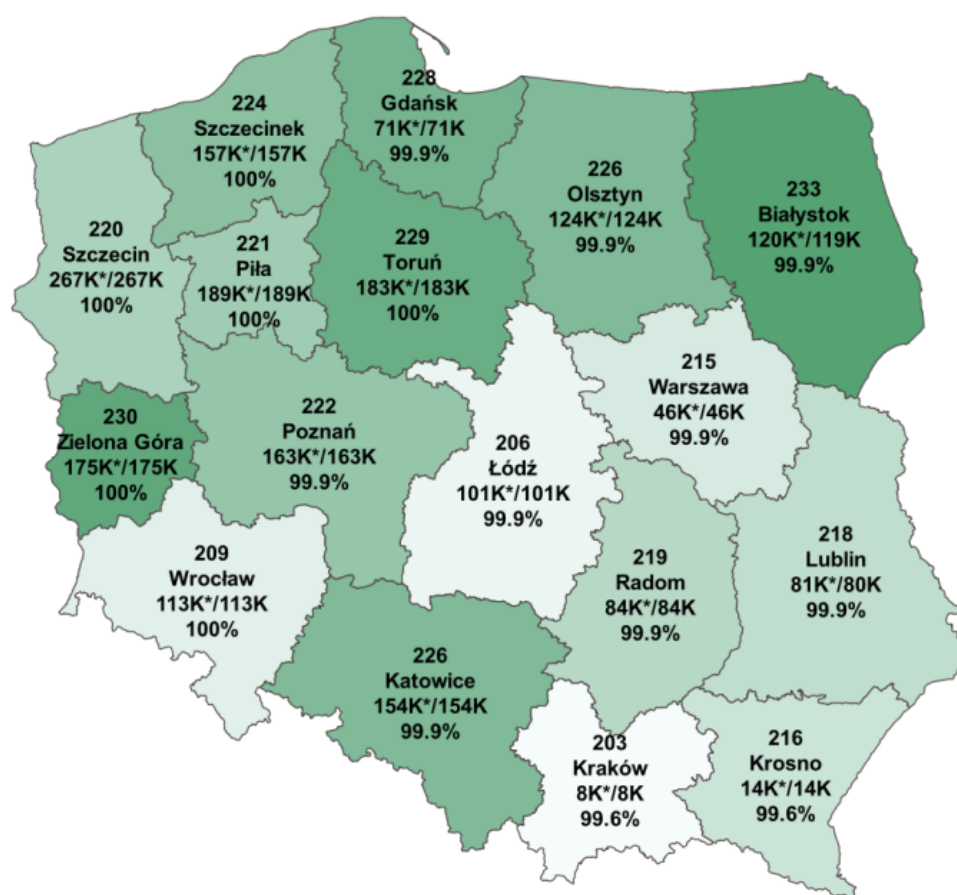 228
Gdańsk
71K*/71K
99.9%
224
Szczecinek
157K*/157K
100%
226
Olsztyn
124K*/124K
99.9%
233
Białystok
120K*/119K
99.9%
220
Szczecin
267K*/267K
100%
221
Piła
189K*/189K
100%
229
Toruń
183K*/183K
100%
215
Warszawa
46K*/46K
99.9%
230
Zielona Góra
175K*/175K
100%
222
Poznań
163K*/163K
99.9%
206
Łódź
101K*/101K
99.9%
209
Wrocław
113K*/113K
100%
219
Radom
84K*/84K
99.9%
218
Lublin
81K*/80K
99.9%
226
Katowice
154K*/154K
99.9%
203
Kraków
8K*/8K
99.6%
216
Krosno
14K*/14K
99.6%